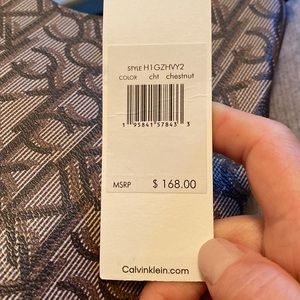 STYLE H1GZHVY2
COLOR cht chestnut
1 95841 57843 3
MSRP $ 168.00
Calvinklein.com